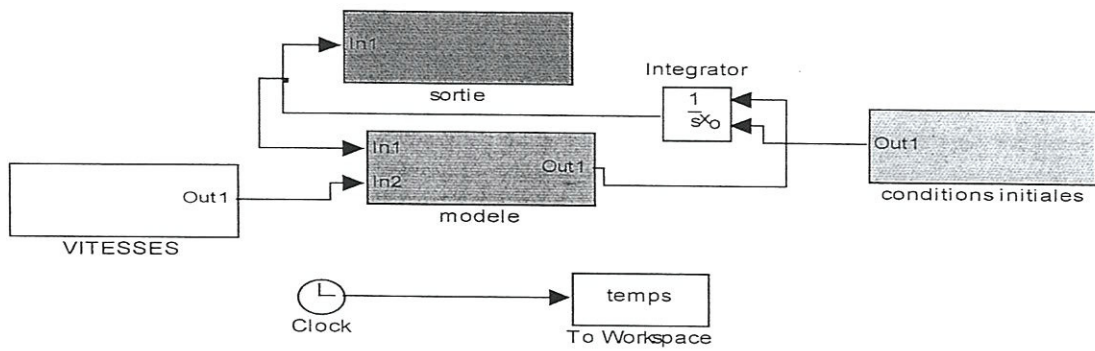 In1
sortie
Integrator
1
s
xo
In1
In2
Out1
modele
Out1
conditions initiales
Out1
VITESSES
Clock
temps
To Workspace